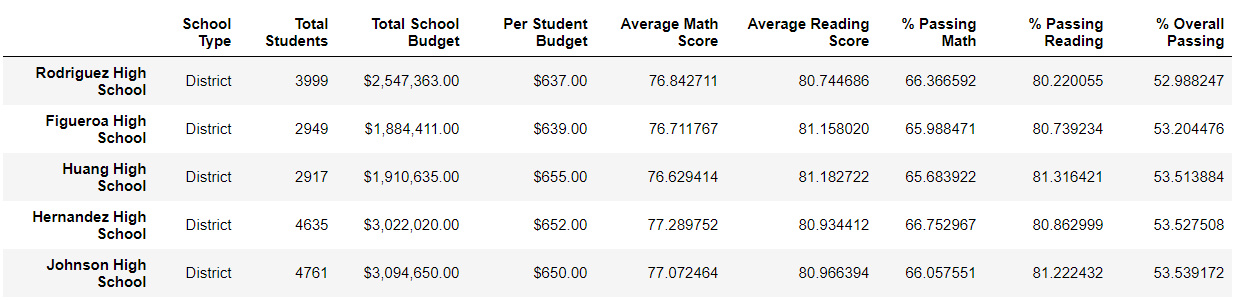 School Type Total Students Total School Budget Per Student Budget Average Math Score Average Reading Score % Passing Math % Passing Reading % Overall Passing
Rodriguez High School District 3999 $2,547,363.00 $637.00 76.842711 80.744686 66.366592 80.220055 52.988247
Figueroa High School District 2949 $1,884,411.00 $639.00 76.711767 81.158020 65.988471 80.739234 53.204476
Huang High School District 2917 $1,910,635.00 $655.00 76.629414 81.182722 65.683922 81.316421 53.513884
Hernandez High School District 4635 $3,022,020.00 $652.00 77.289752 80.934412 66.752967 80.862999 53.527508
Johnson High School District 4761 $3,094,650.00 $650.00 77.072464 80.966394 66.057551 81.222432 53.539172